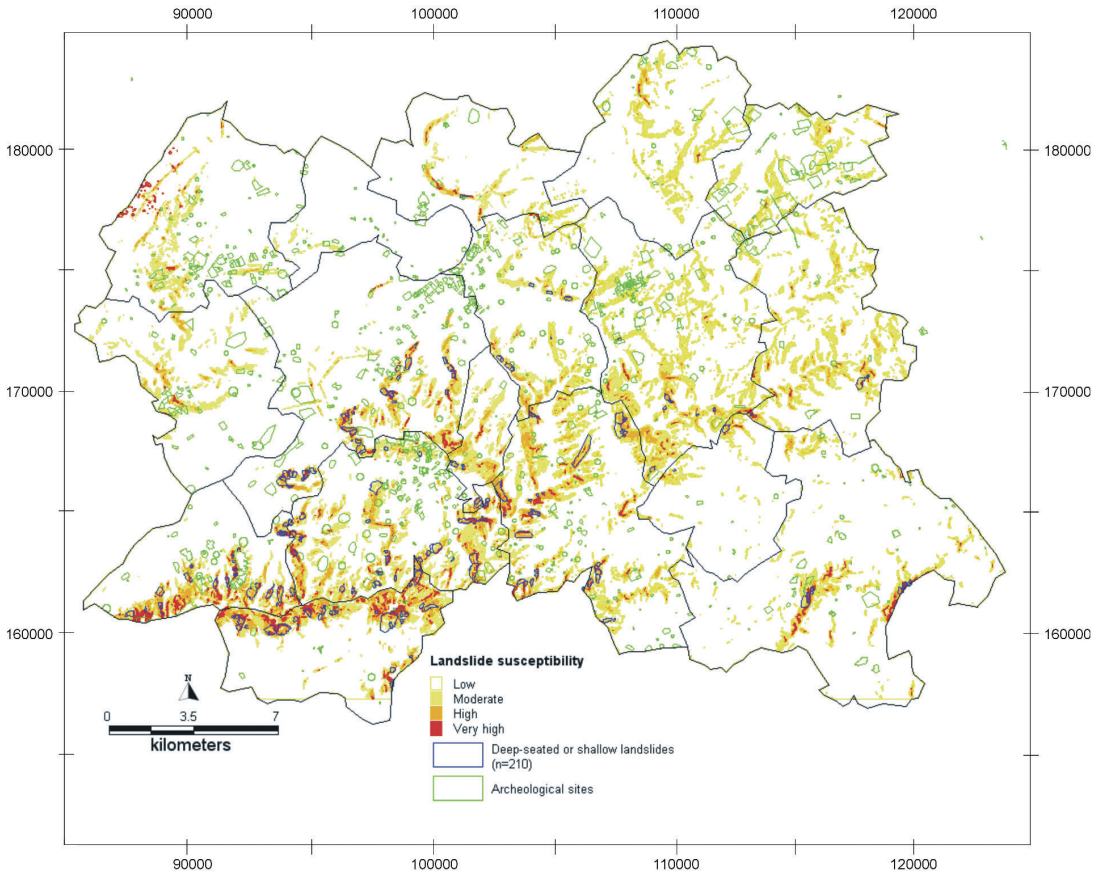 90000 100000 110000 120000
180000 180000
170000 170000
160000 160000
N
0 3.5 7
kilometers
Landslide susceptibility
Low
Moderate
High
Very high
Deep-seated or shallow landslides
(n=210)
Archeological sites
90000 100000 110000 120000